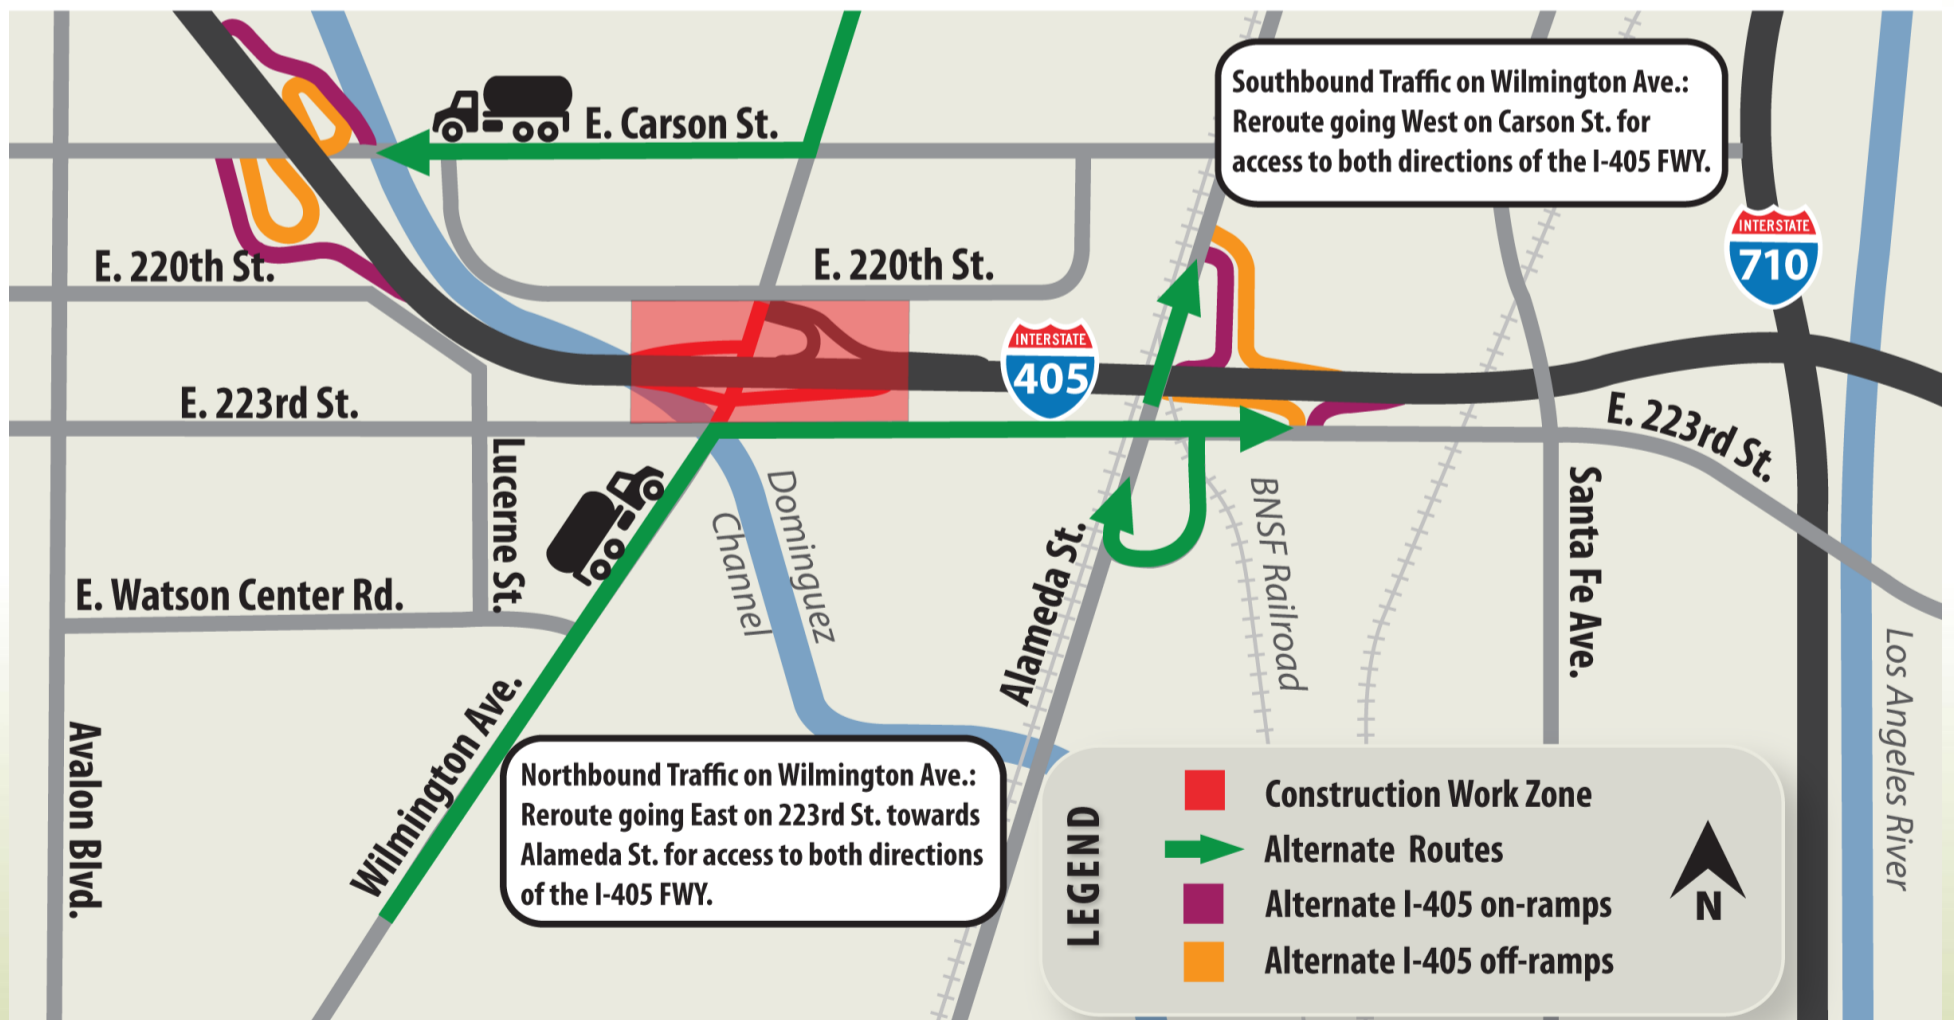 Southbound Traffic on Wilmington Ave.:
Reroute going West on Carson St. for
access to both directions of the I-405 FWY.
E. Carson St.
E. 220th St.
E. 220th St.
INTERSTATE
710
INTERSTATE
405
E. 223rd St.
E. 223rd St.
Lucerne St.
Dominguez
Channel
BNSF Railroad
Alameda St.
Santa Fe Ave.
E. Watson Center Rd.
Wilmington Ave.
Avalon Blvd.
Los Angeles River
Northbound Traffic on Wilmington Ave.:
Reroute going East on 223rd St. towards
Alameda St. for access to both directions
of the I-405 FWY.
LEGEND
Construction Work Zone
Alternate Routes
Alternate I-405 on-ramps
Alternate I-405 off-ramps
N